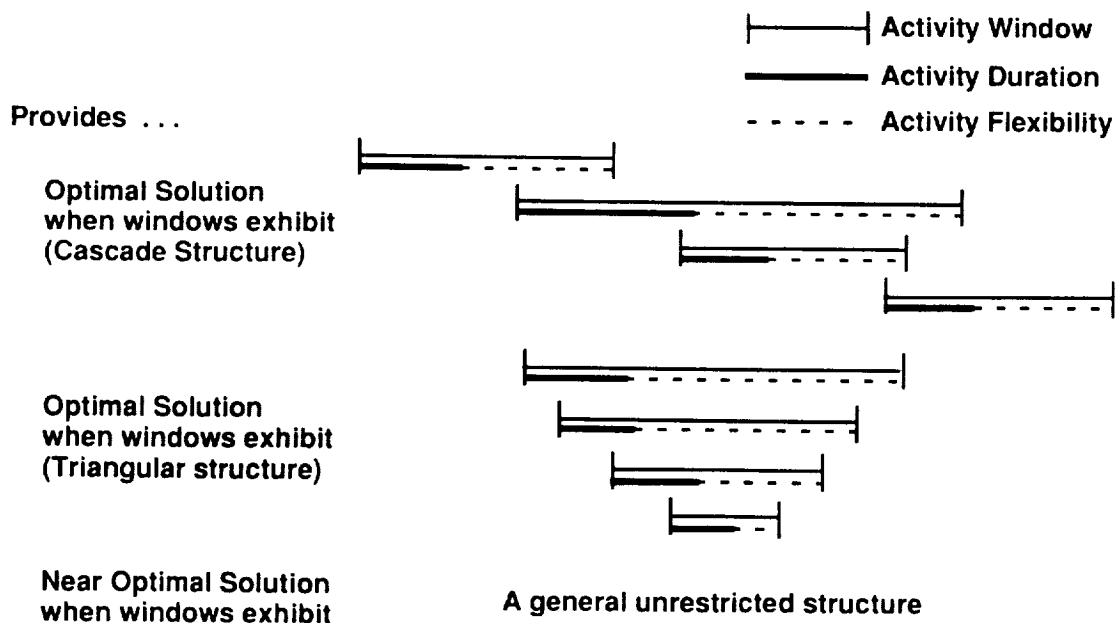 Activity Window
Activity Duration
Activity Flexibility
Provides ...
Optimal Solution
when windows exhibit
(Cascade Structure)
Optimal Solution
when windows exhibit
(Triangular structure)
Near Optimal Solution
when windows exhibit
A general unrestricted structure